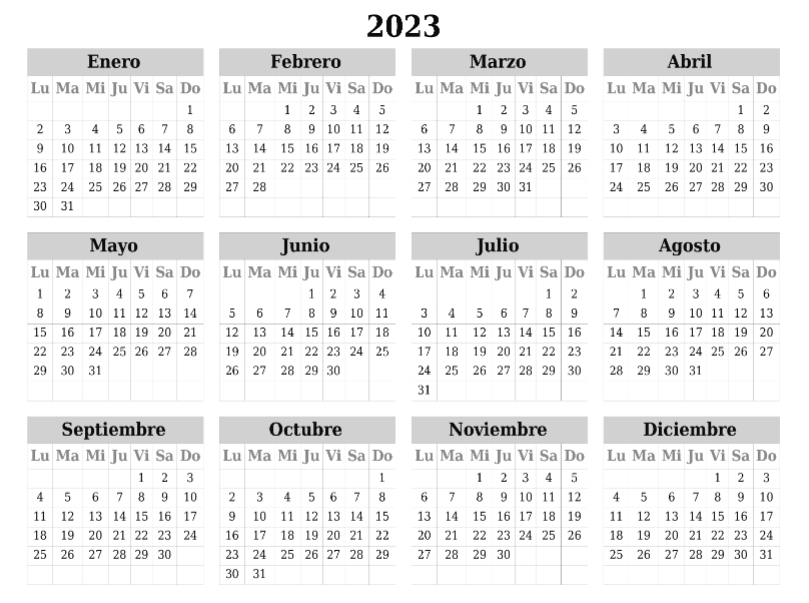 2023
Enero Febrero Marzo Abril
Lu Ma Mi Ju Vi Sa Do Lu Ma Mi Ju Vi Sa Do Lu Ma Mi Ju Vi Sa Do Lu Ma Mi Ju Vi Sa Do
1 1 2 3 4 5 1 2 3 4 5 1 2
2 3 4 5 6 7 8 6 7 8 9 10 11 12 6 7 8 9 10 11 12 3 4 5 6 7 8 9
9 10 11 12 13 14 15 13 14 15 16 17 18 19 13 14 15 16 17 18 19 10 11 12 13 14 15 16
16 17 18 19 20 21 22 20 21 22 23 24 25 26 20 21 22 23 24 25 26 17 18 19 20 21 22 23
23 24 25 26 27 28 29 27 28 27 28 29 30 31 24 25 26 27 28 29 30
30 31
Mayo Junio Julio Agosto
Lu Ma Mi Ju Vi Sa Do Lu Ma Mi Ju Vi Sa Do Lu Ma Mi Ju Vi Sa Do Lu Ma Mi Ju Vi Sa Do
1 2 3 4 5 6 7 1 2 3 4 1 2 1 2 3 4 5 6
8 9 10 11 12 13 14 5 6 7 8 9 10 11 3 4 5 6 7 8 9 7 8 9 10 11 12 13
15 16 17 18 19 20 21 12 13 14 15 16 17 18 10 11 12 13 14 15 16 14 15 16 17 18 19 20
22 23 24 25 26 27 28 19 20 21 22 23 24 25 17 18 19 20 21 22 23 21 22 23 24 25 26 27
29 30 31 26 27 28 29 30 24 25 26 27 28 29 30 28 29 30 31
31
Septiembre Octubre Noviembre Diciembre
Lu Ma Mi Ju Vi Sa Do Lu Ma Mi Ju Vi Sa Do Lu Ma Mi Ju Vi Sa Do Lu Ma Mi Ju Vi Sa Do
1 2 3 1 1 2 3 4 5 1 2 3
4 5 6 7 8 9 10 2 3 4 5 6 7 8 6 7 8 9 10 11 12 4 5 6 7 8 9 10
11 12 13 14 15 16 17 9 10 11 12 13 14 15 13 14 15 16 17 18 19 11 12 13 14 15 16 17
18 19 20 21 22 23 24 16 17 18 19 20 21 22 20 21 22 23 24 25 26 18 19 20 21 22 23 24
25 26 27 28 29 30 23 24 25 26 27 28 29 27 28 29 30 25 26 27 28 29 30 31
30 31